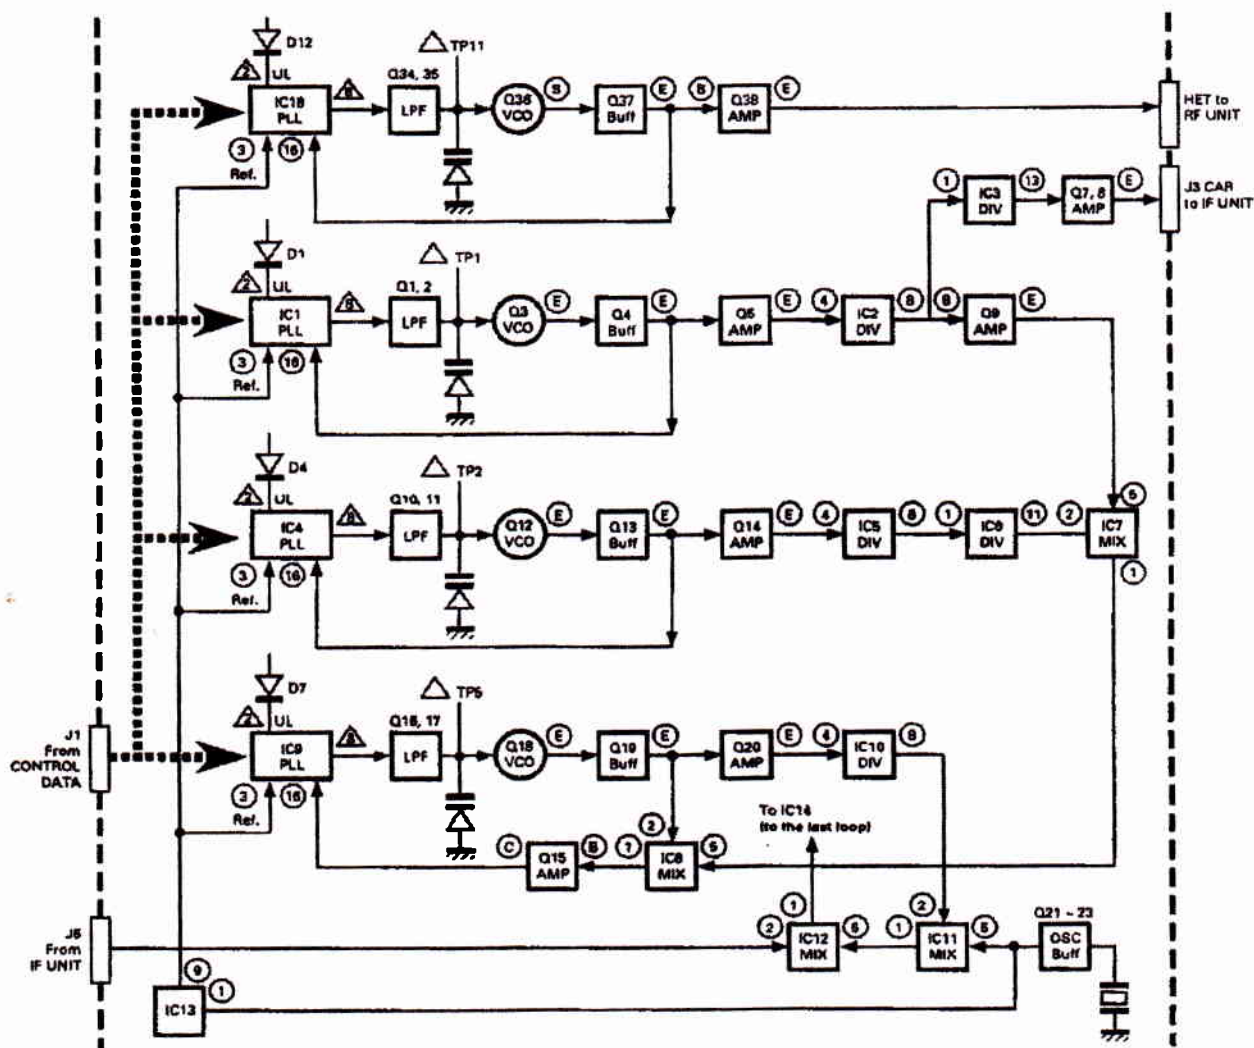 D12
TP11
2
UL
Q34, 35
IC18
PLL
8
LPF
Q36
VCO
S
Q37
Buff
E
B
Q38
AMP
E
HET to
RF UNIT
3
16
Ref.
J3 CAR
to IF UNIT
1
IC3
DIV
13
Q7, 8
AMP
E
D1
TP1
2
UL
Q1, 2
IC1
PLL
8
LPF
Q3
VCO
E
Q4
Buff
E
Q5
AMP
E
4
IC2
DIV
8
B
Q9
AMP
E
3
16
Ref.
D4
TP2
2
UL
Q10, 11
IC4
PLL
8
LPF
Q12
VCO
E
Q13
Buff
E
Q14
AMP
E
4
IC5
DIV
8
1
IC6
DIV
11
2
5
IC7
MIX
1
3
16
Ref.
D7
TP5
2
UL
Q16, 17
J1
From
CONTROL
DATA
IC9
PLL
8
LPF
Q18
VCO
E
Q19
Buff
E
Q20
AMP
E
4
IC10
DIV
8
3
16
Ref.
To IC14
(to the last loop)
C
Q15
AMP
B
1
2
IC8
MIX
5
J5
From
IF UNIT
2
1
IC12
MIX
5
1
2
IC11
MIX
5
Q21 ~ 23
OSC
Buff
9
IC13
1